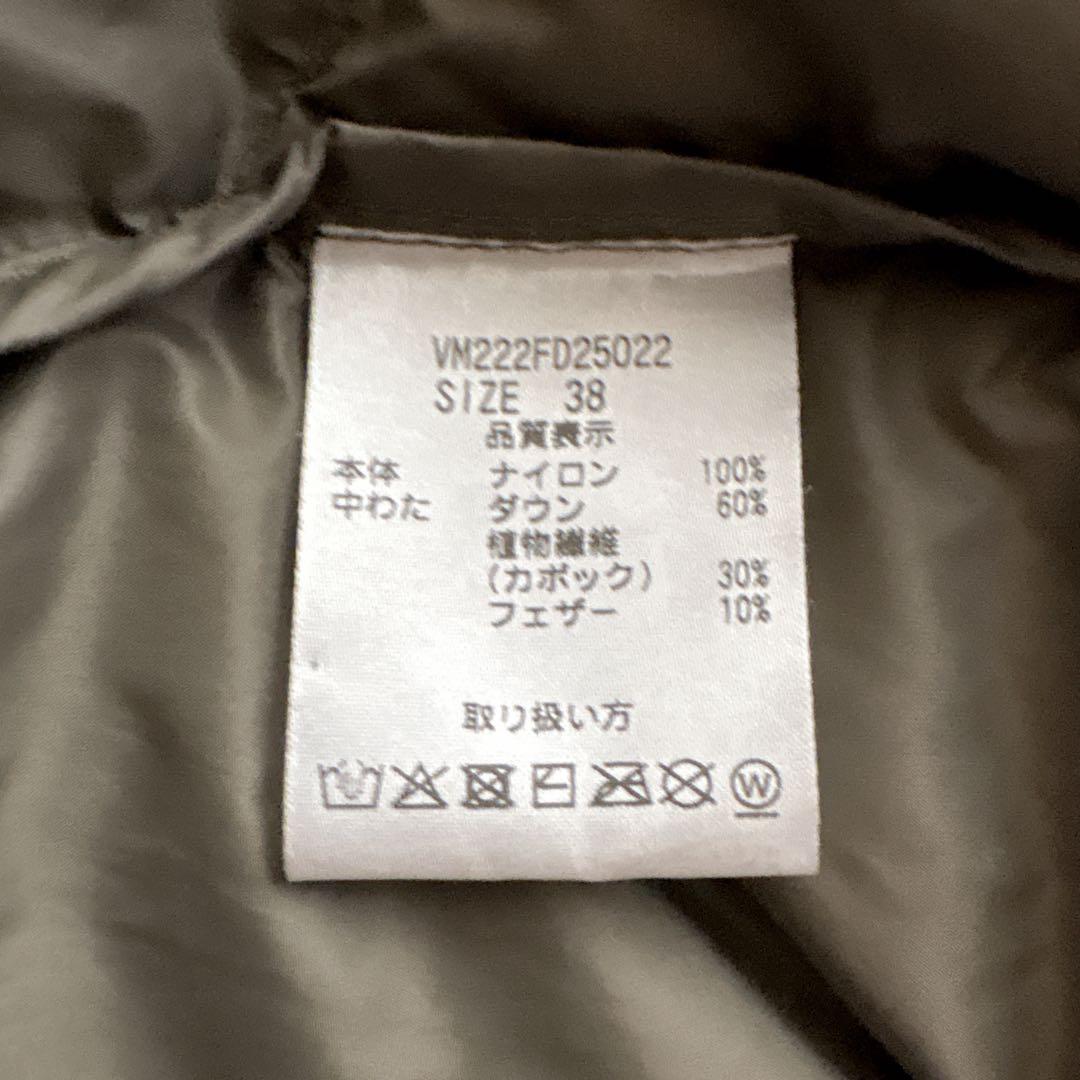 VM222FD25022
SIZE 38
品質表示
本体 ナイロン 100%
中わた ダウン 60%
植物繊維
(カポック) 30%
フェザー 10%
取り扱い方
W